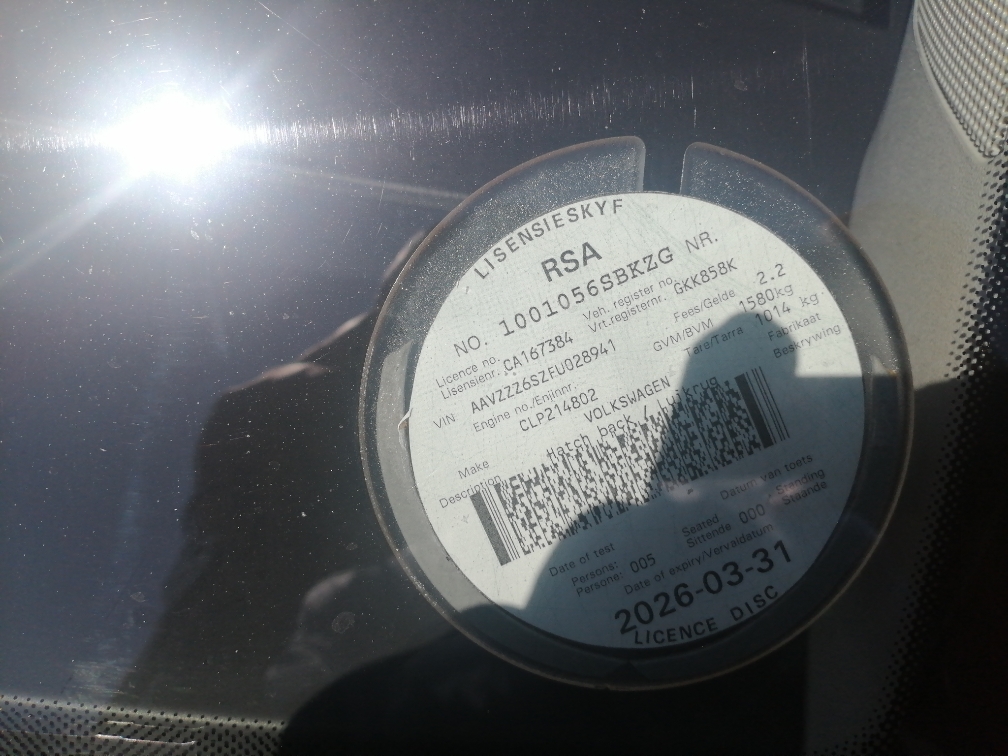 LISENSIESKYF
RSA
NO. 1001056SBKZG NR.
Licence no. Veh. register no.
Lisensienr. CA167384 Vrt.registernr. GKK858K
VIN AAVZZZ6SZFU028941 Fees/Gelde 2.2
Engine no./Enjinnr. GVM/BVM 1580kg
CLP214802 Tare/Tarra 1014 kg
Make VOLKSWAGEN Fabrikaat
Description Hatch back / Luikrug Beskrywing
Date of test Datum van toets
Persons: Seated Standing
Persone: 005 Sittende 000 Staande
Date of expiry/Vervaldatum
2026-03-31
LICENCE DISC